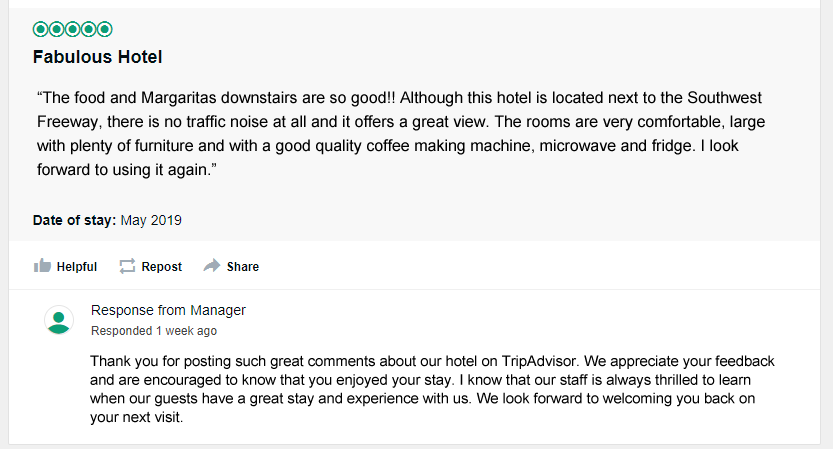 Fabulous Hotel
“The food and Margaritas downstairs are so good!! Although this hotel is located next to the Southwest
Freeway, there is no traffic noise at all and it offers a great view. The rooms are very comfortable, large
with plenty of furniture and with a good quality coffee making machine, microwave and fridge. I look
forward to using it again.”
Date of stay: May 2019
Helpful Repost Share
Response from Manager
Responded 1 week ago
Thank you for posting such great comments about our hotel on TripAdvisor. We appreciate your feedback
and are encouraged to know that you enjoyed your stay. I know that our staff is always thrilled to learn
when our guests have a great stay and experience with us. We look forward to welcoming you back on
your next visit.